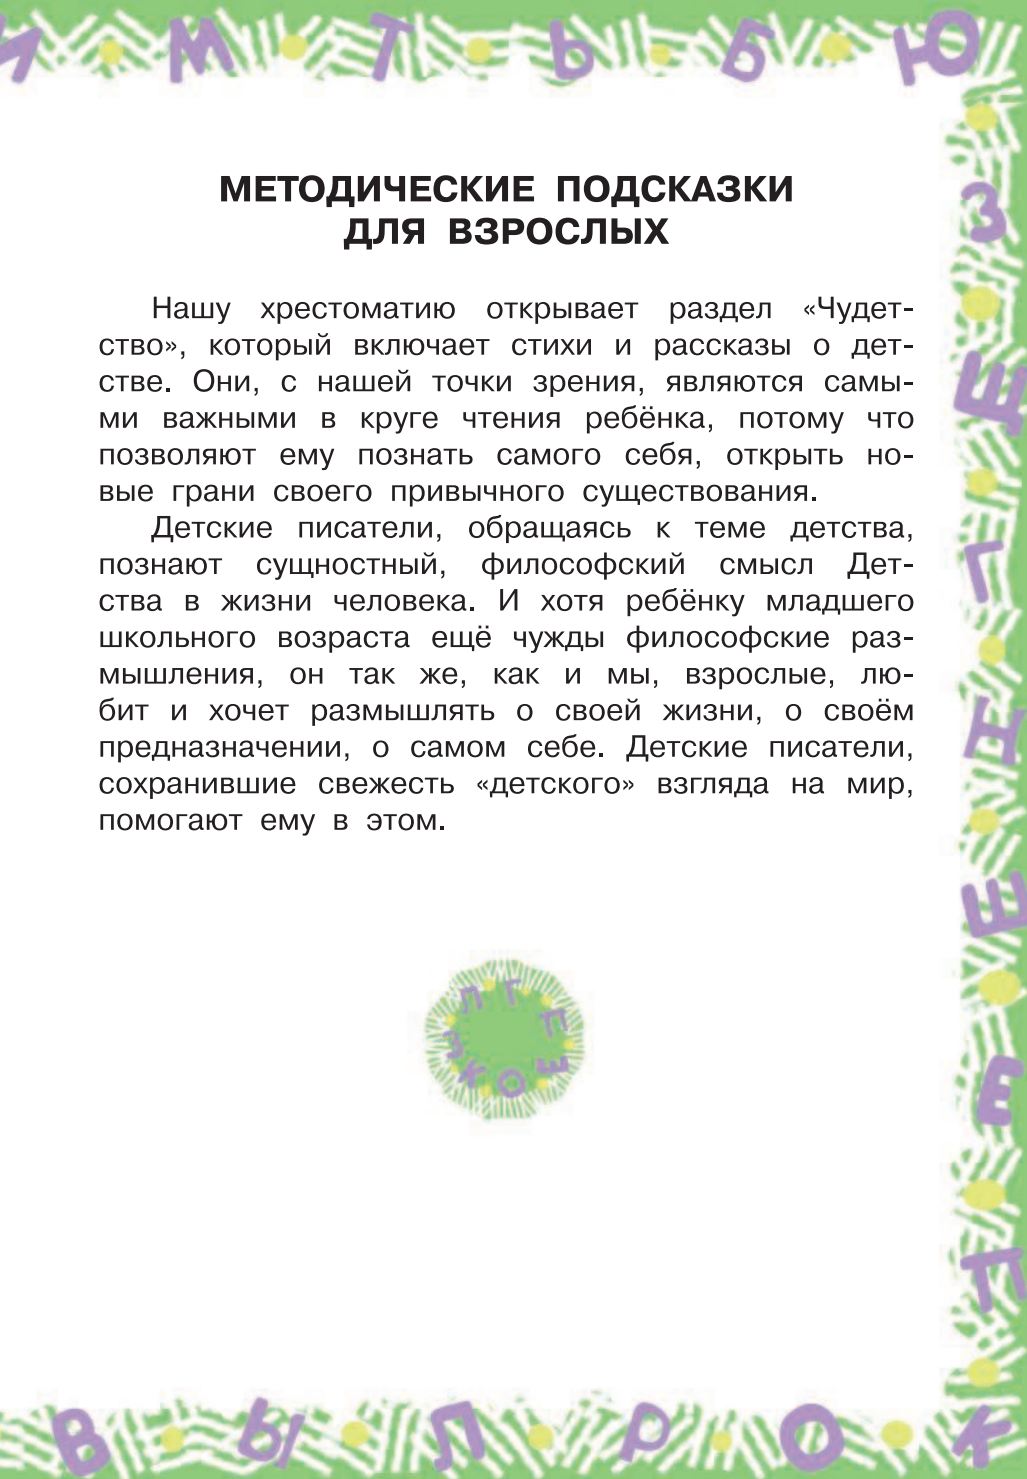 И М Т Ь Б Ю
МЕТОДИЧЕСКИЕ ПОДСКАЗКИ
ДЛЯ ВЗРОСЛЫХ
Нашу хрестоматию открывает раздел «Чудет-
ство», который включает стихи и рассказы о дет-
стве. Они, с нашей точки зрения, являются самы-
ми важными в круге чтения ребёнка, потому что
позволяют ему познать самого себя, открыть но-
вые грани своего привычного существования.
Детские писатели, обращаясь к теме детства,
познают сущностный, философский смысл Дет-
ства в жизни человека. И хотя ребёнку младшего
школьного возраста ещё чужды философские раз-
мышления, он так же, как и мы, взрослые, лю-
бит и хочет размышлять о своей жизни, о своём
предназначении, о самом себе. Детские писатели,
сохранившие свежесть «детского» взгляда на мир,
помогают ему в этом.
З
Щ
Г
Н
Ш
Е
П
Л Г П Ш О Ж З
В Ы Л Р О К